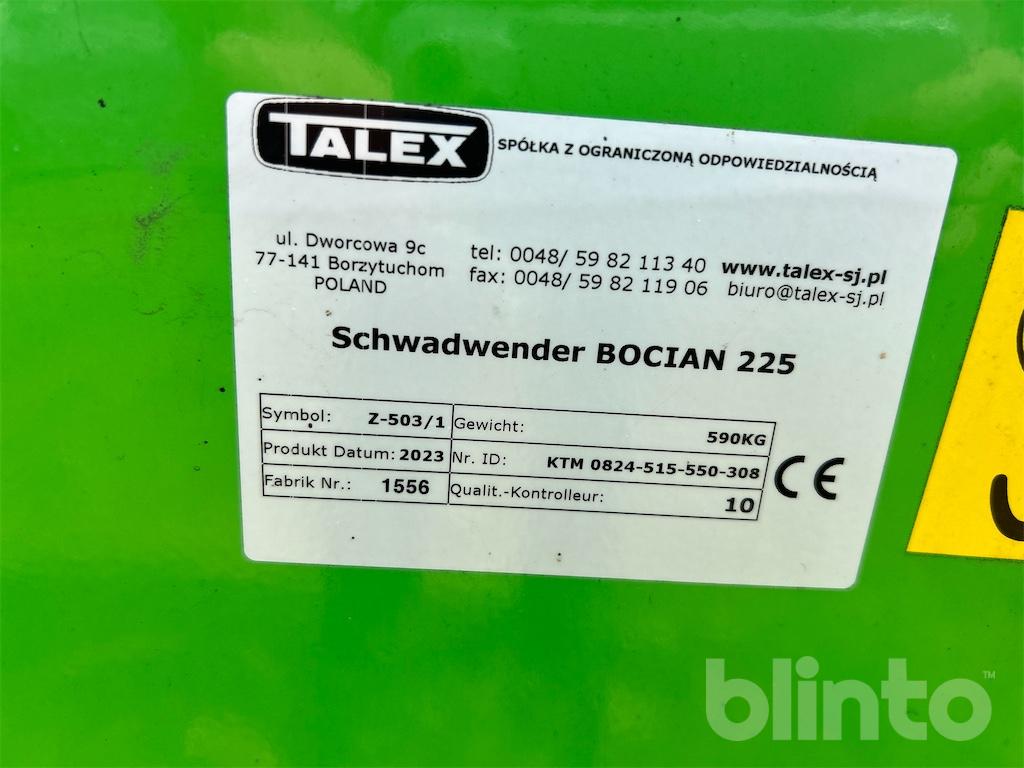 TALEX
SPÓŁKA Z OGRANICZONĄ ODPOWIEDZIALNOŚCIĄ
ul. Dworcowa 9c
77-141 Borzytuchom
POLAND
tel: 0048/ 59 82 113 40
fax: 0048/ 59 82 119 06
www.talex-sj.pl
biuro@talex-sj.pl
Schwadwender BOCIAN 225
Symbol: Z-503/1 Gewicht: 590KG
Produkt Datum: 2023 Nr. ID: KTM 0824-515-550-308
Fabrik Nr.: 1556 Qualit.-Kontrolleur: 10
CE
blinto™